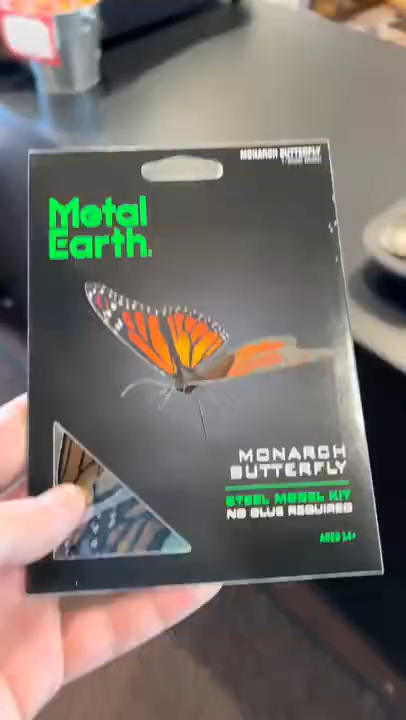 MONARCH BUTTERFLY
Metal
Earth.
MONARCH
BUTTERFLY
STEEL MODEL KIT
NO GLUE REQUIRED
AGES 14+